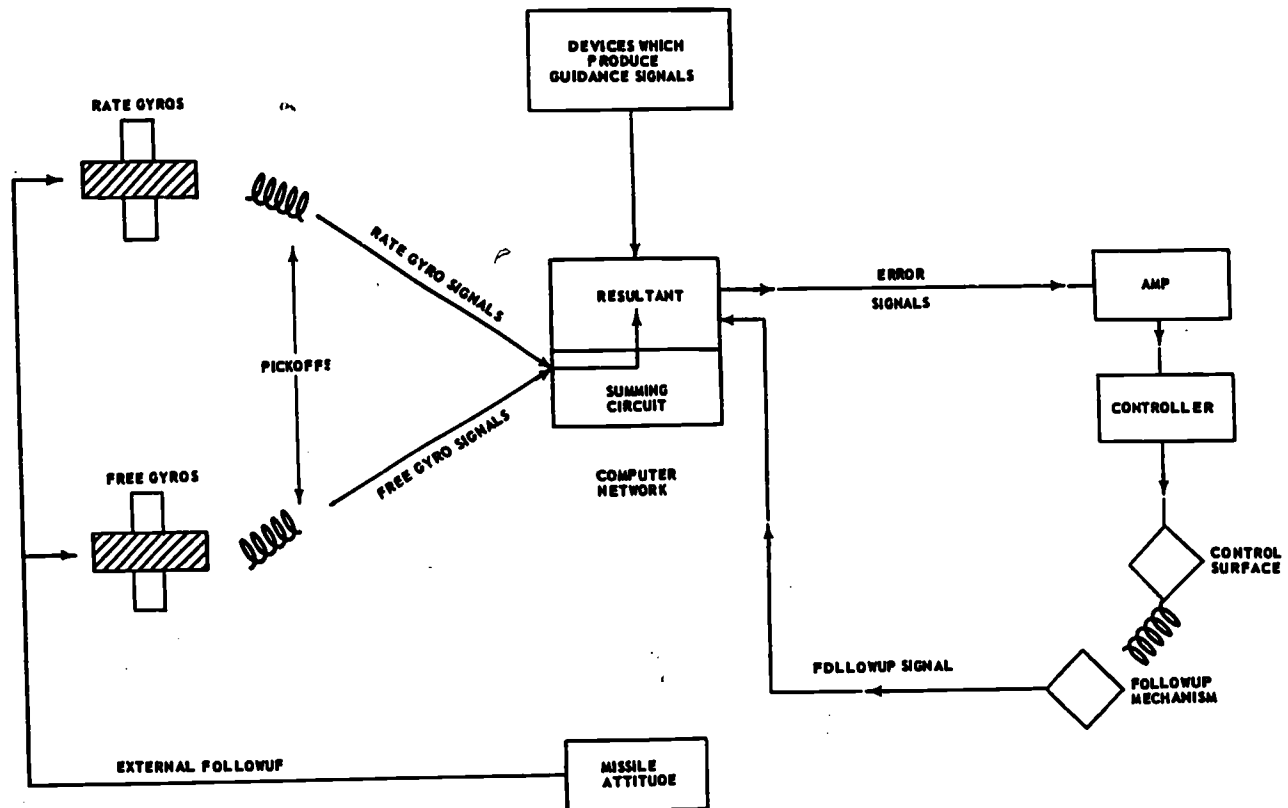 DEVICES WHICH
PRODUCE
GUIDANCE SIGNALS
RATE GYROS
RATE GYRO SIGNALS
RESULTANT
ERROR
SIGNALS
AMP
PICKOFFS
SUMMING
CIRCUIT
CONTROLLER
FREE GYRO SIGNALS
FREE GYROS
COMPUTER
NETWORK
CONTROL
SURFACE
FOLLOWUP SIGNAL
FOLLOWUP
MECHANISM
EXTERNAL FOLLOWUP
MISSILE
ATTITUDE